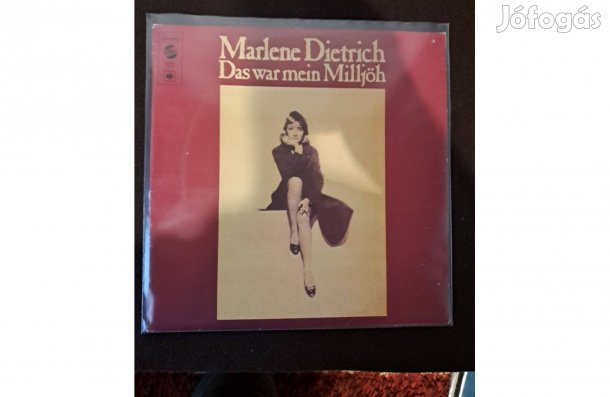 Jófogás
Marlene Dietrich
Das war mein Milljöh